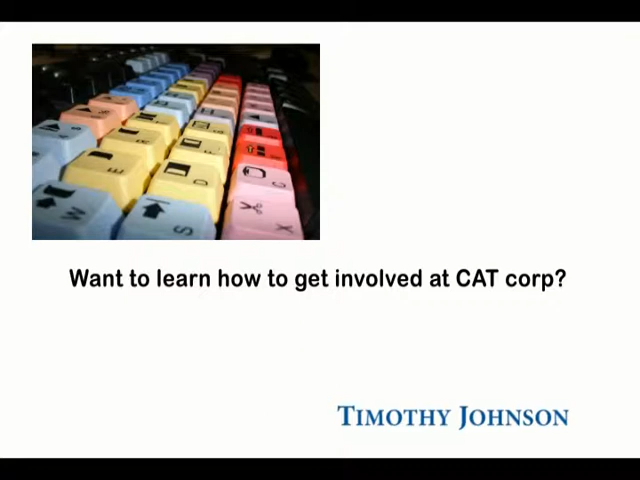 Want to learn how to get involved at CAT corp?
TIMOTHY JOHNSON